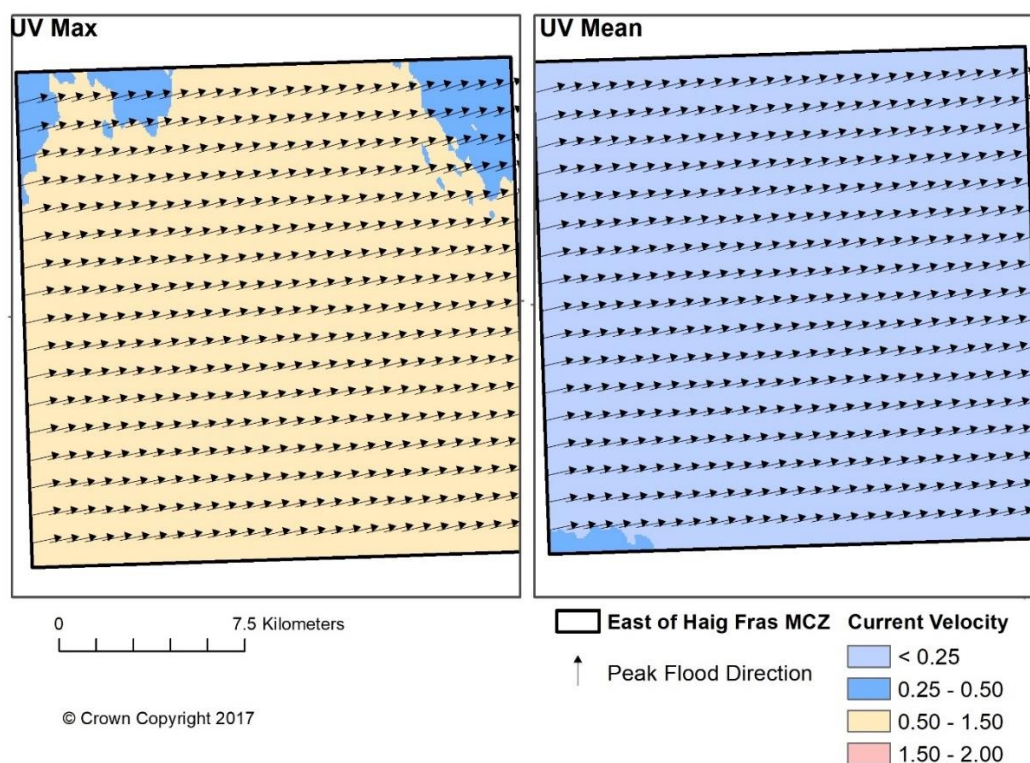 UV Max
UV Mean
0 7.5 Kilometers
© Crown Copyright 2017
East of Haig Fras MCZ
Peak Flood Direction
Current Velocity
< 0.25
0.25 - 0.50
0.50 - 1.50
1.50 - 2.00